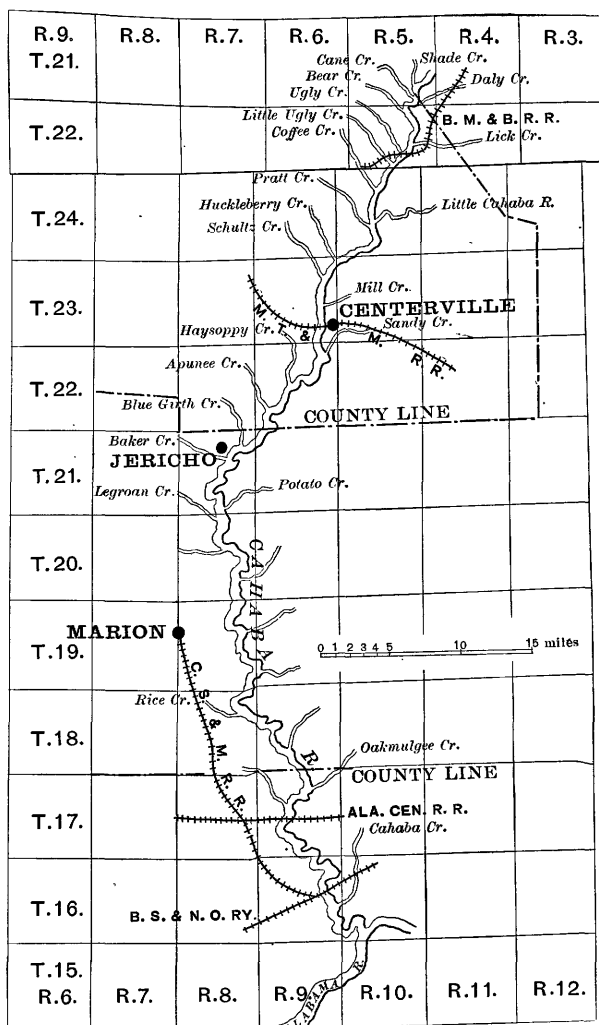 R.9. R.8. R.7. R.6. R.5. R.4. R.3.
T.21.
Cane Cr. Shade Cr.
Bear Cr. Daly Cr.
Ugly Cr.
Little Ugly Cr. B. M. & B. R. R.
T.22.
Coffee Cr. Lick Cr.
Pratt Cr.
T.24.
Huckleberry Cr. Little Cahaba R.
Schultz Cr.
Mill Cr.
T.23.
CENTERVILLE
M. T. & M. R. R.
Haysoppy Cr. Sandy Cr.
Apunee Cr.
T.22.
Blue Girth Cr. COUNTY LINE
Baker Cr.
JERICHO
T.21.
Legroan Cr. Potato Cr.
T.20.
CAHABA R.
MARION
T.19.
0 1 2 3 4 5 10 15 miles
C. S. & M. R. R.
Rice Cr.
T.18.
Oakmulgee Cr.
COUNTY LINE
T.17.
ALA. CEN. R. R.
Cahaba Cr.
T.16.
B. S. & N. O. RY.
T.15.
R.6. R.7. R.8. R.9. R.10. R.11. R.12.
ALABAMA R.